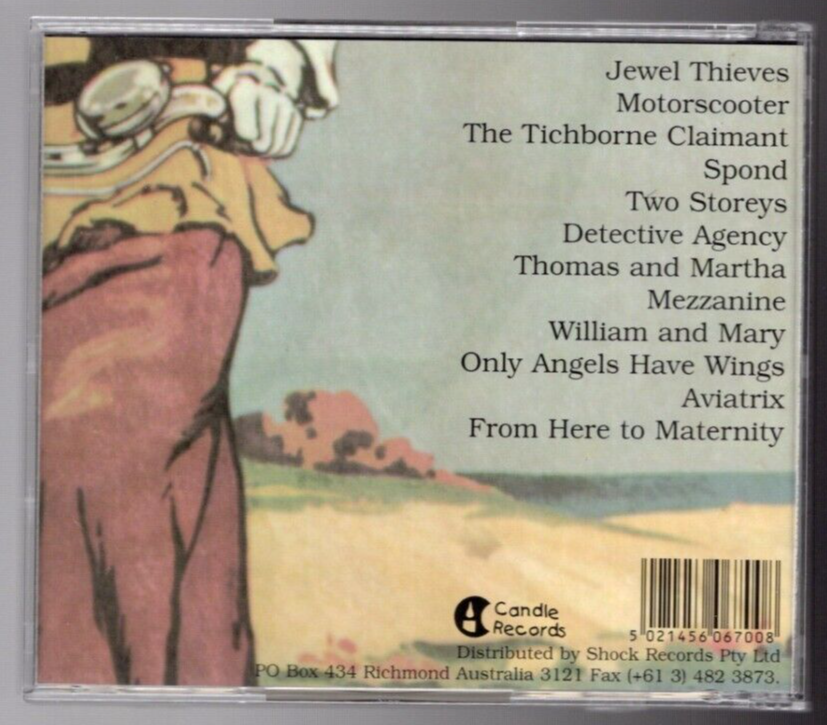 Jewel Thieves
Motorscooter
The Tichborne Claimant
Spond
Two Storeys
Detective Agency
Thomas and Martha
Mezzanine
William and Mary
Only Angels Have Wings
Aviatrix
From Here to Maternity
Candle
Records
5 021456 067008
Distributed by Shock Records Pty Ltd
PO Box 434 Richmond Australia 3121 Fax (+61 3) 482 3873.